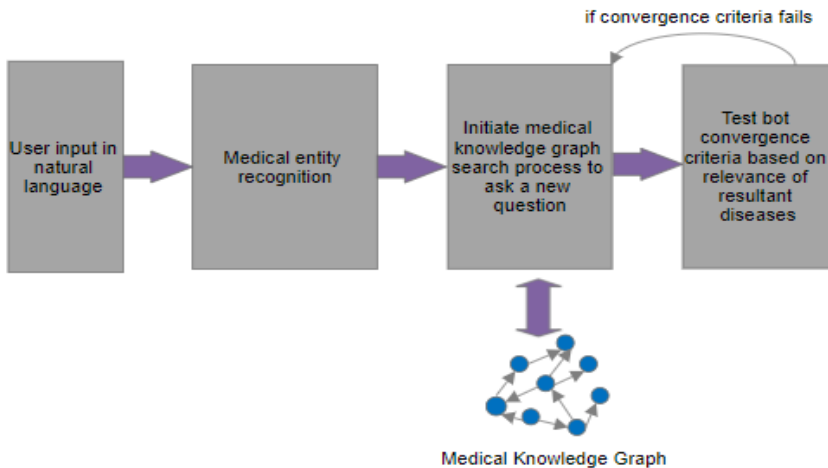 if convergence criteria fails
User input in
natural
language
Medical entity
recognition
Initiate medical
knowledge graph
search process to
ask a new
question
Test bot
convergence
criteria based on
relevance of
resultant
diseases
Medical Knowledge Graph